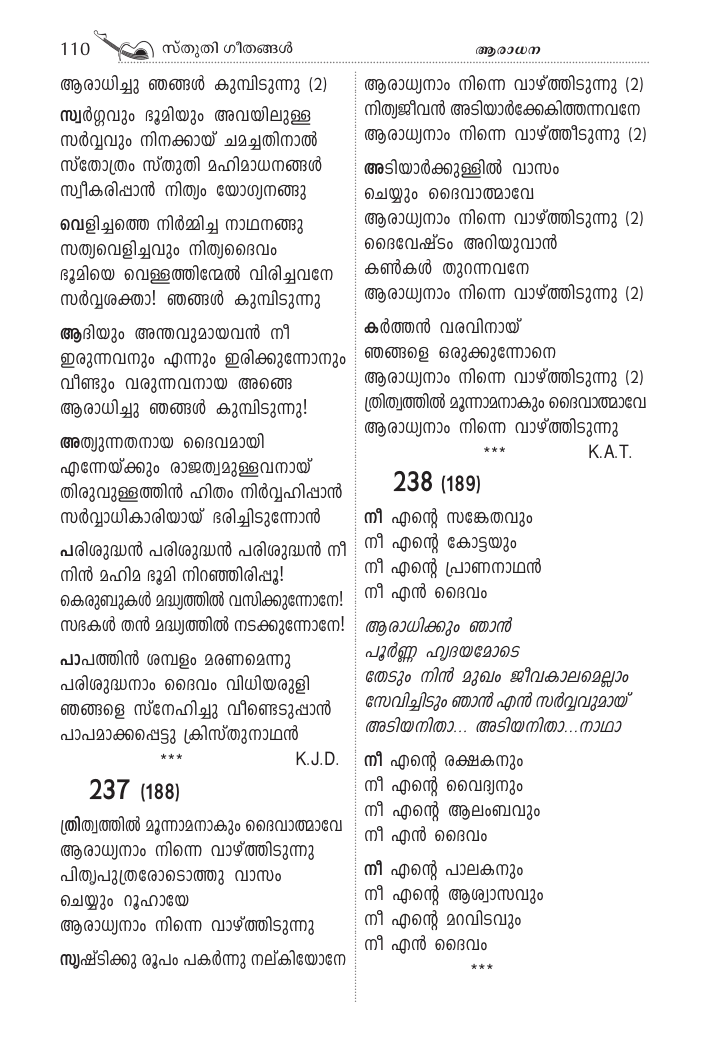 110 സ്തുതി ഗീതങ്ങൾ
ആരാധന
ആരാധിച്ചു ഞങ്ങൾ കുമ്പിടുന്നു (2)
സ്വർഗ്ഗവും ഭൂമിയും അവയിലുള്ള
സർവ്വവും നിനക്കായ് ചമച്ചതിനാൽ
സ്തോത്രം സ്തുതി മഹിമാധനങ്ങൾ
സ്വീകരിപ്പാൻ നിത്യം യോഗ്യനങ്ങു
വെളിച്ചത്തെ നിർമ്മിച്ച നാഥനങ്ങു
സത്യവെളിച്ചവും നിത്യദൈവം
ഭൂമിയെ വെള്ളത്തിന്മേൽ വിരിച്ചവനേ
സർവ്വശക്താ! ഞങ്ങൾ കുമ്പിടുന്നു
ആദിയും അന്തവുമായവൻ നീ
ഇരുന്നവനും എന്നും ഇരിക്കുന്നോനും
വീണ്ടും വരുന്നവനായ അങ്ങെ
ആരാധിച്ചു ഞങ്ങൾ കുമ്പിടുന്നു!
അത്യുന്നതനായ ദൈവമായി
എന്നേയ്ക്കും രാജത്വമുള്ളവനായ്
തിരുവുള്ളത്തിൻ ഹിതം നിർവ്വഹിപ്പാൻ
സർവ്വാധികാരിയായ് ഭരിച്ചിടുന്നോൻ
പരിശുദ്ധൻ പരിശുദ്ധൻ പരിശുദ്ധൻ നീ
നിൻ മഹിമ ഭൂമി നിറഞ്ഞിരിപ്പൂ!
കെരുബുകൾ മദ്ധ്യത്തിൽ വസിക്കുന്നോനേ!
സഭകൾ തൻ മദ്ധ്യത്തിൽ നടക്കുന്നോനേ!
പാപത്തിൻ ശമ്പളം മരണമെന്നു
പരിശുദ്ധനാം ദൈവം വിധിയരുളി
ഞങ്ങളെ സ്നേഹിച്ചു വീണ്ടെടുപ്പാൻ
പാപമാക്കപ്പെട്ടു ക്രിസ്തുനാഥൻ
*** K.J.D.
237 (188)
ത്രിത്വത്തിൽ മൂന്നാമനാകും ദൈവാത്മാവേ
ആരാധ്യനാം നിന്നെ വാഴ്ത്തിടുന്നു
പിതൃപുത്രരോടൊത്തു വാസം
ചെയ്യും റൂഹായേ
ആരാധ്യനാം നിന്നെ വാഴ്ത്തിടുന്നു
സൃഷ്ടിക്കു രൂപം പകർന്നു നല്കിയോനേ
ആരാധ്യനാം നിന്നെ വാഴ്ത്തിടുന്നു (2)
നിത്യജീവൻ അടിയാർക്കേകിത്തന്നവനേ
ആരാധ്യനാം നിന്നെ വാഴ്ത്തീടുന്നു (2)
അടിയാർക്കുള്ളിൽ വാസം
ചെയ്യും ദൈവാത്മാവേ
ആരാധ്യനാം നിന്നെ വാഴ്ത്തിടുന്നു (2)
ദൈവേഷ്ടം അറിയുവാൻ
കൺകൾ തുറന്നവനേ
ആരാധ്യനാം നിന്നെ വാഴ്ത്തിടുന്നു (2)
കർത്തൻ വരവിനായ്
ഞങ്ങളെ ഒരുക്കുന്നോനെ
ആരാധ്യനാം നിന്നെ വാഴ്ത്തിടുന്നു (2)
ത്രിത്വത്തിൽ മൂന്നാമനാകും ദൈവാത്മാവേ
ആരാധ്യനാം നിന്നെ വാഴ്ത്തിടുന്നു
*** K.A.T.
238 (189)
നീ എന്റെ സങ്കേതവും
നീ എന്റെ കോട്ടയും
നീ എന്റെ പ്രാണനാഥൻ
നീ എൻ ദൈവം
ആരാധിക്കും ഞാൻ
പൂർണ്ണ ഹൃദയമോടെ
തേടും നിൻ മുഖം ജീവകാലമെല്ലാം
സേവിച്ചിടും ഞാൻ എൻ സർവ്വവുമായ്
അടിയനിതാ... അടിയനിതാ...നാഥാ
നീ എന്റെ രക്ഷകനും
നീ എന്റെ വൈദ്യനും
നീ എന്റെ ആലംബവും
നീ എൻ ദൈവം
നീ എന്റെ പാലകനും
നീ എന്റെ ആശ്വാസവും
നീ എന്റെ മറവിടവും
നീ എൻ ദൈവം
***